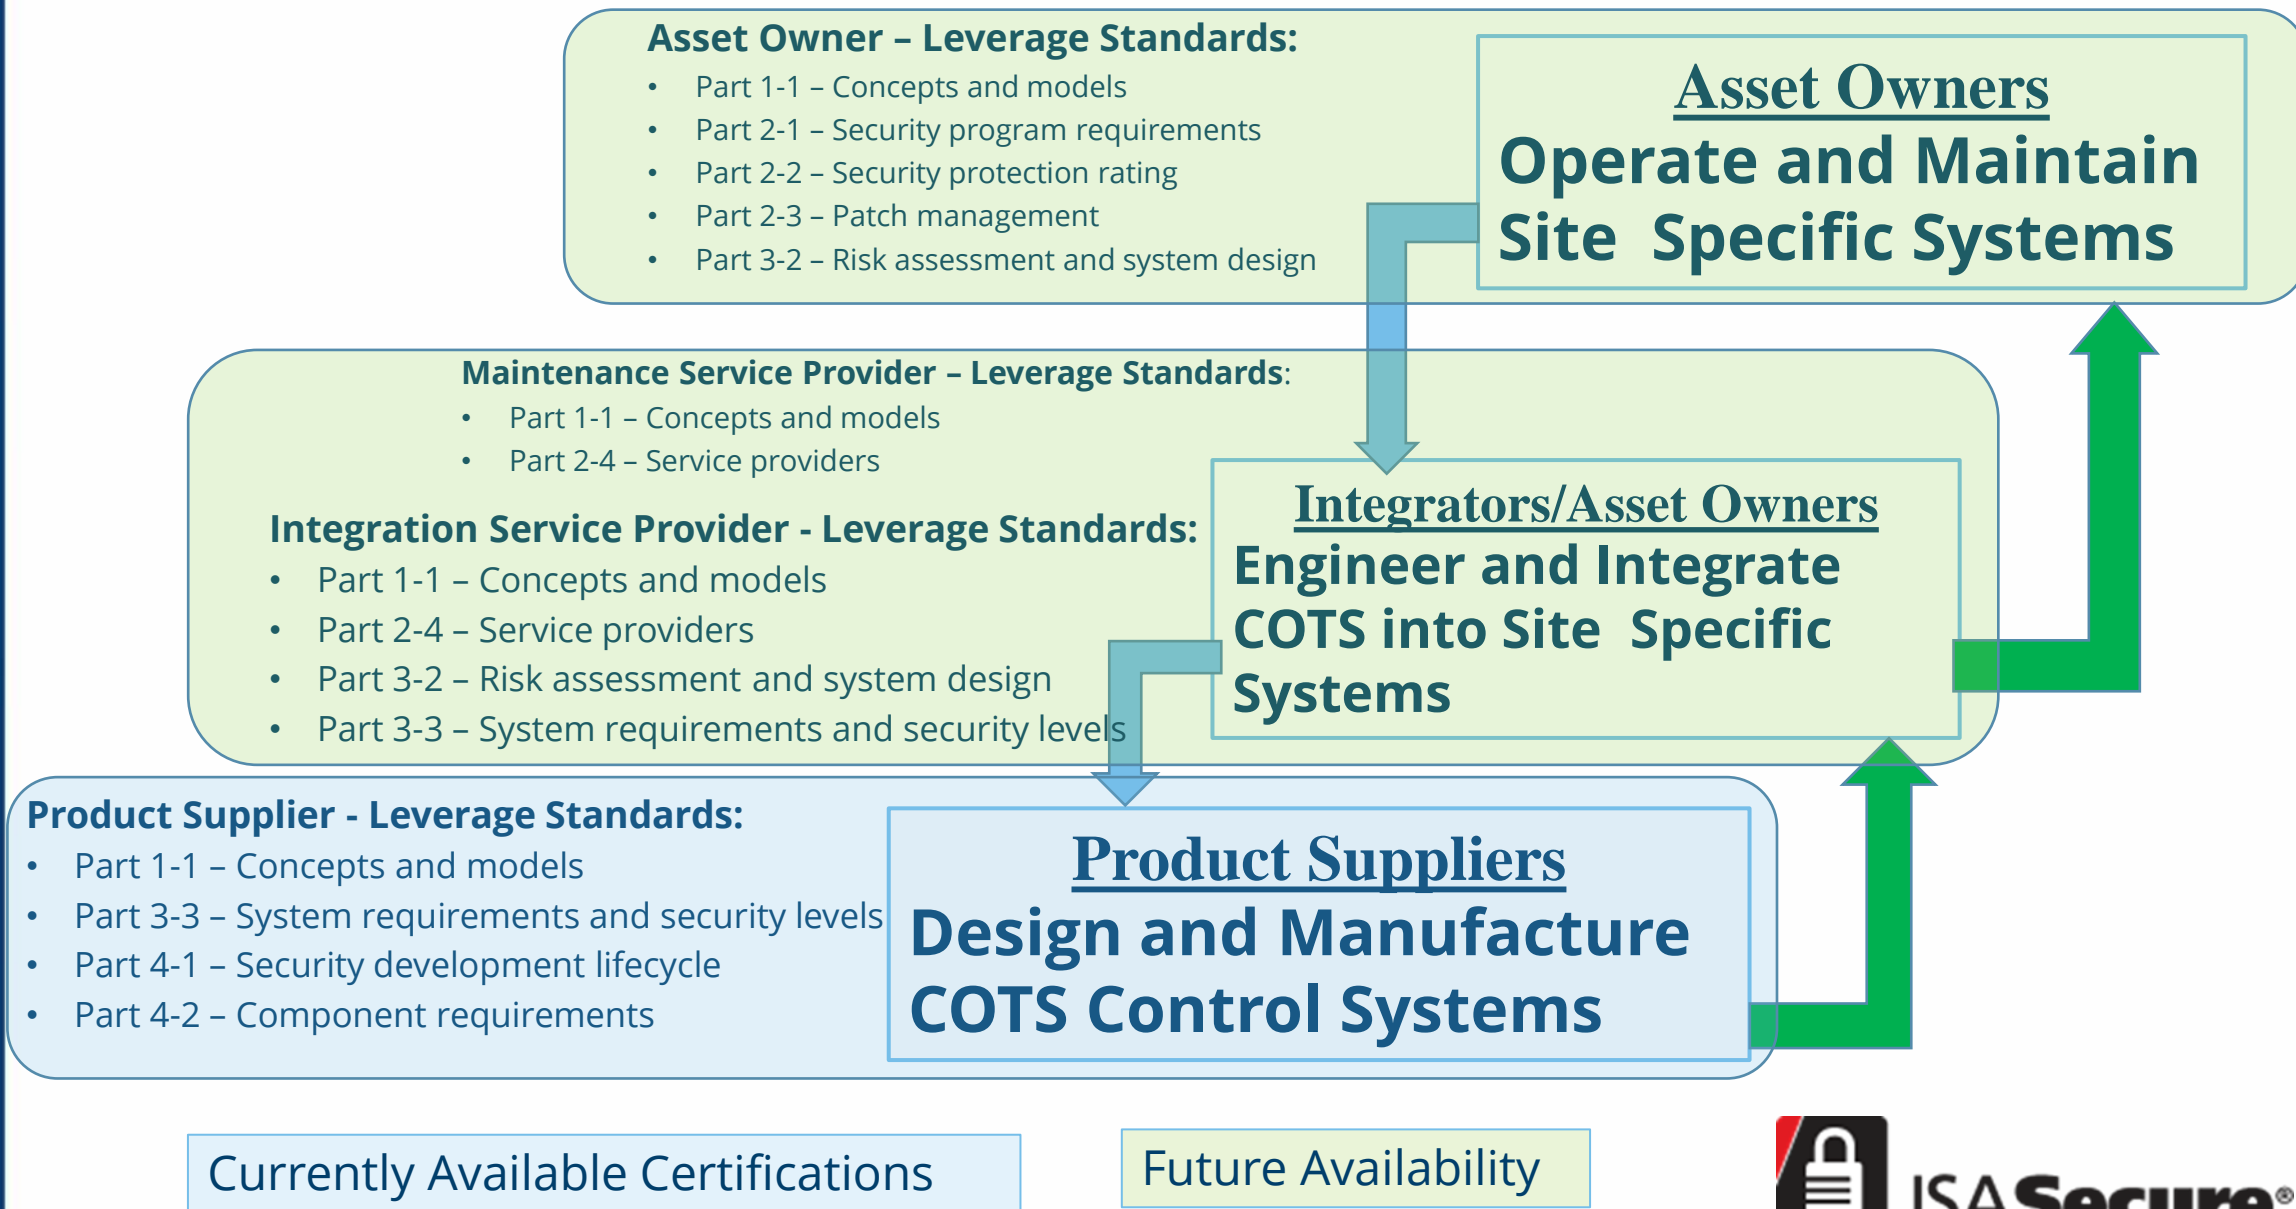 Asset Owner – Leverage Standards:
• Part 1-1 – Concepts and models
• Part 2-1 – Security program requirements
• Part 2-2 – Security protection rating
• Part 2-3 – Patch management
• Part 3-2 – Risk assessment and system design
Asset Owners
Operate and Maintain
Site Specific Systems
Maintenance Service Provider – Leverage Standards:
• Part 1-1 – Concepts and models
• Part 2-4 – Service providers
Integration Service Provider - Leverage Standards:
• Part 1-1 – Concepts and models
• Part 2-4 – Service providers
• Part 3-2 – Risk assessment and system design
• Part 3-3 – System requirements and security levels
Integrators/Asset Owners
Engineer and Integrate
COTS into Site Specific
Systems
Product Supplier - Leverage Standards:
• Part 1-1 – Concepts and models
• Part 3-3 – System requirements and security levels
• Part 4-1 – Security development lifecycle
• Part 4-2 – Component requirements
Product Suppliers
Design and Manufacture
COTS Control Systems
Currently Available Certifications
Future Availability
ISASecure®